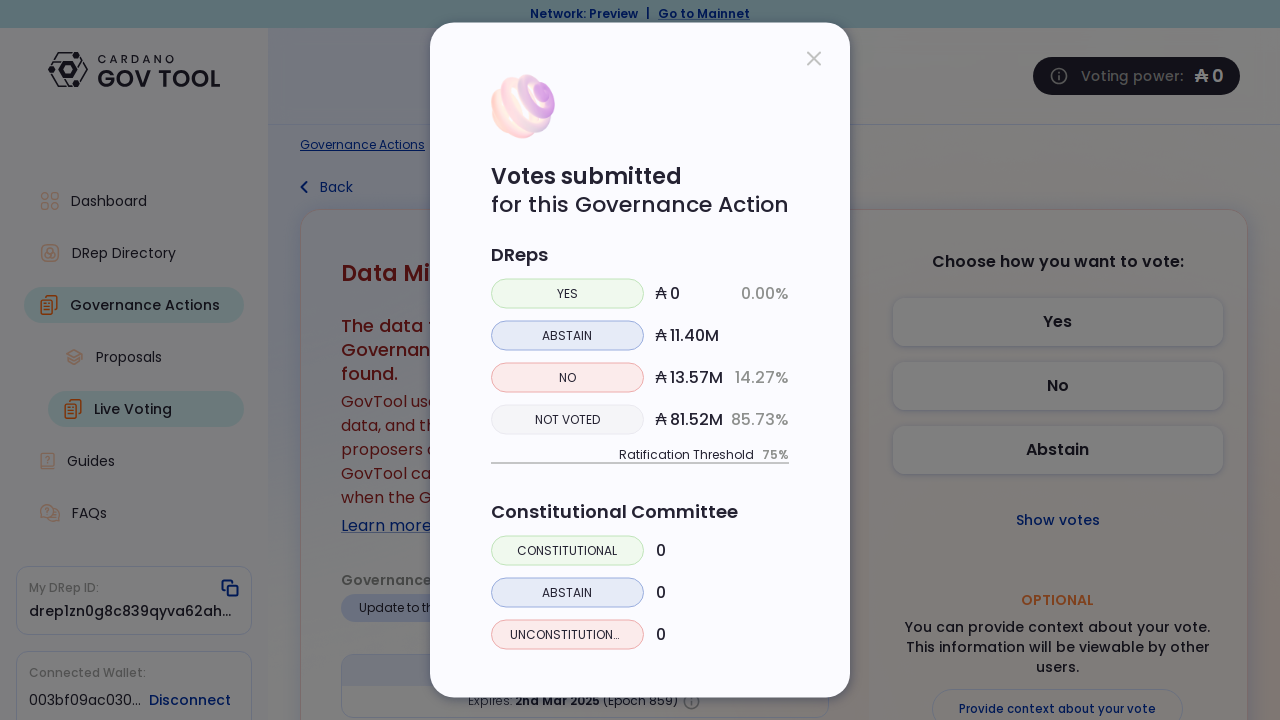 Network: Preview | Go to Mainnet
CARDANO
GOV TOOL
Voting power: ₳ 0
Governance Actions
Back
Dashboard
DRep Directory
Governance Actions
Proposals
Live Voting
Guides
FAQs
My DRep ID:
drep1zn0g8c839qyva62ah...
Connected Wallet:
003bf09ac030... Disconnect
Data Mi
The data
Governan
found.
GovTool us
data, and th
proposers
GovTool ca
when the G
Learn more
Governance
Update to th
Expires: 2nd Mar 2025 (Epoch 859)
Votes submitted
for this Governance Action
DReps
YES ₳ 0 0.00%
ABSTAIN ₳ 11.40M
NO ₳ 13.57M 14.27%
NOT VOTED ₳ 81.52M 85.73%
Ratification Threshold 75%
Constitutional Committee
CONSTITUTIONAL 0
ABSTAIN 0
UNCONSTITUTION... 0
Choose how you want to vote:
Yes
No
Abstain
Show votes
OPTIONAL
You can provide context about your vote.
This information will be viewable by other
users.
Provide context about your vote